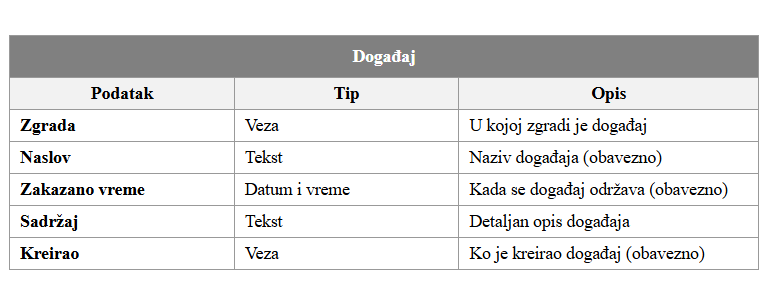 Događaj
Podatak Tip Opis
Zgrada Veza U kojoj zgradi je događaj
Naslov Tekst Naziv događaja (obavezno)
Zakazano vreme Datum i vreme Kada se događaj održava (obavezno)
Sadržaj Tekst Detaljan opis događaja
Kreirao Veza Ko je kreirao događaj (obavezno)